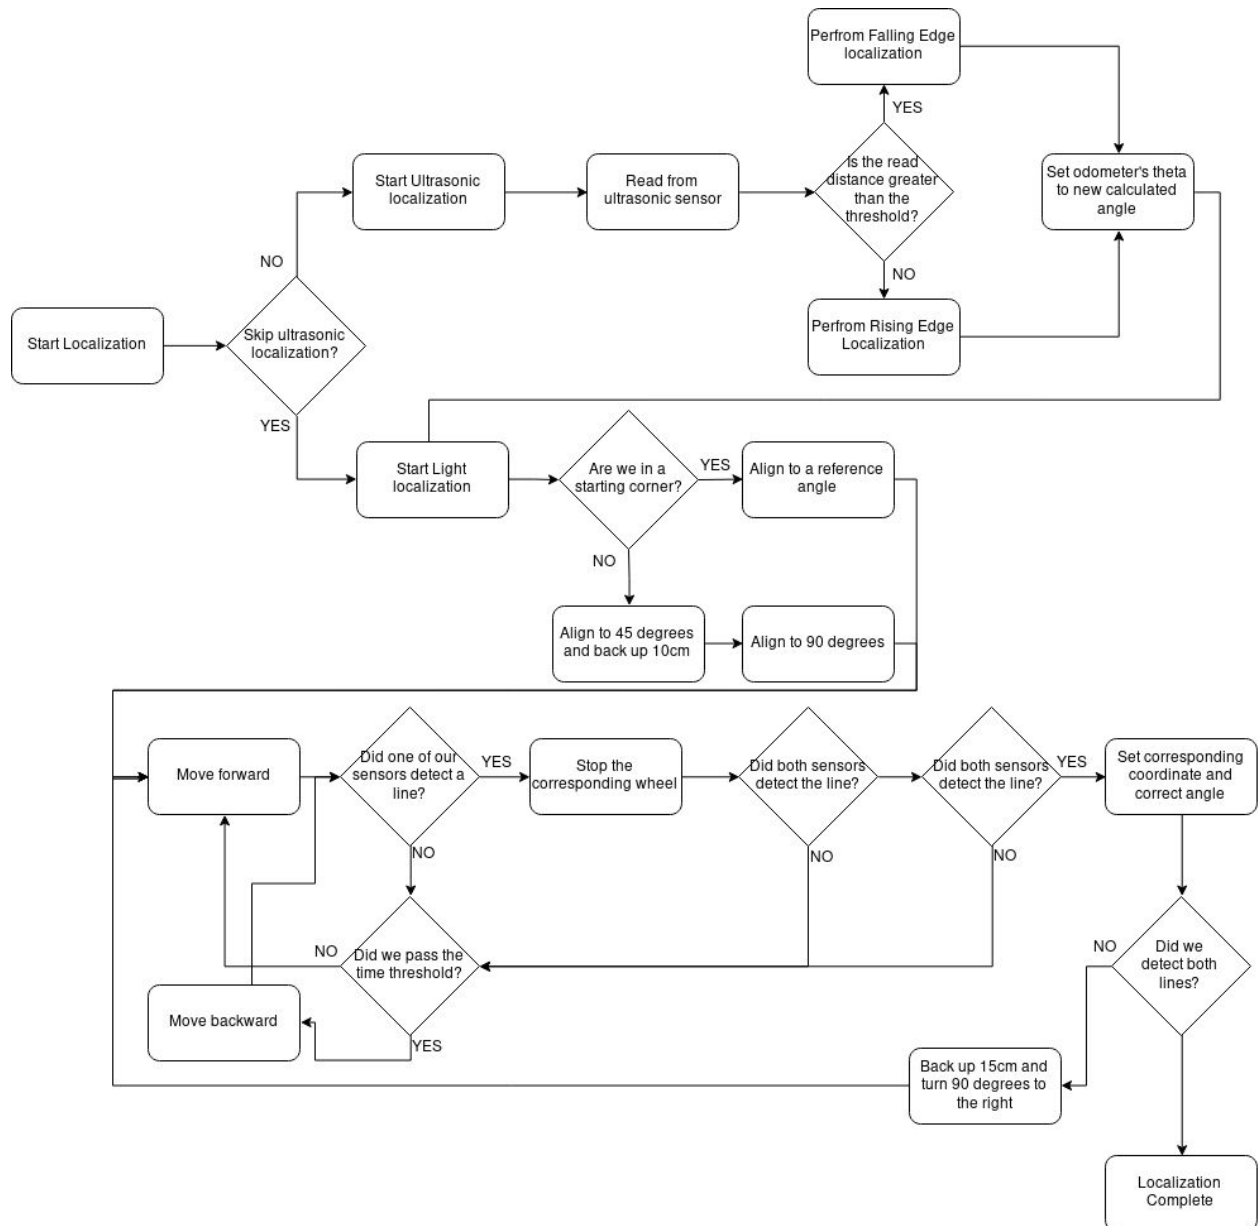 Perfrom Falling Edge
localization
YES
Start Ultrasonic
localization
Read from
ultrasonic sensor
Is the read
distance greater
than the
threshold?
Set odometer's theta
to new calculated
angle
NO
NO
Perfrom Rising Edge
Localization
Start Localization
Skip ultrasonic
localization?
YES
Start Light
localization
Are we in a
starting corner?
YES
Align to a reference
angle
NO
Align to 45 degrees
and back up 10cm
Align to 90 degrees
Move forward
Did one of our
sensors detect a
line?
YES
Stop the
corresponding wheel
Did both sensors
detect the line?
Did both sensors
detect the line?
YES
Set corresponding
coordinate and
correct angle
NO
NO
NO
NO
Did we pass the
time threshold?
NO
Did we
detect both
lines?
Move backward
YES
Back up 15cm and
turn 90 degrees to
the right
Localization
Complete